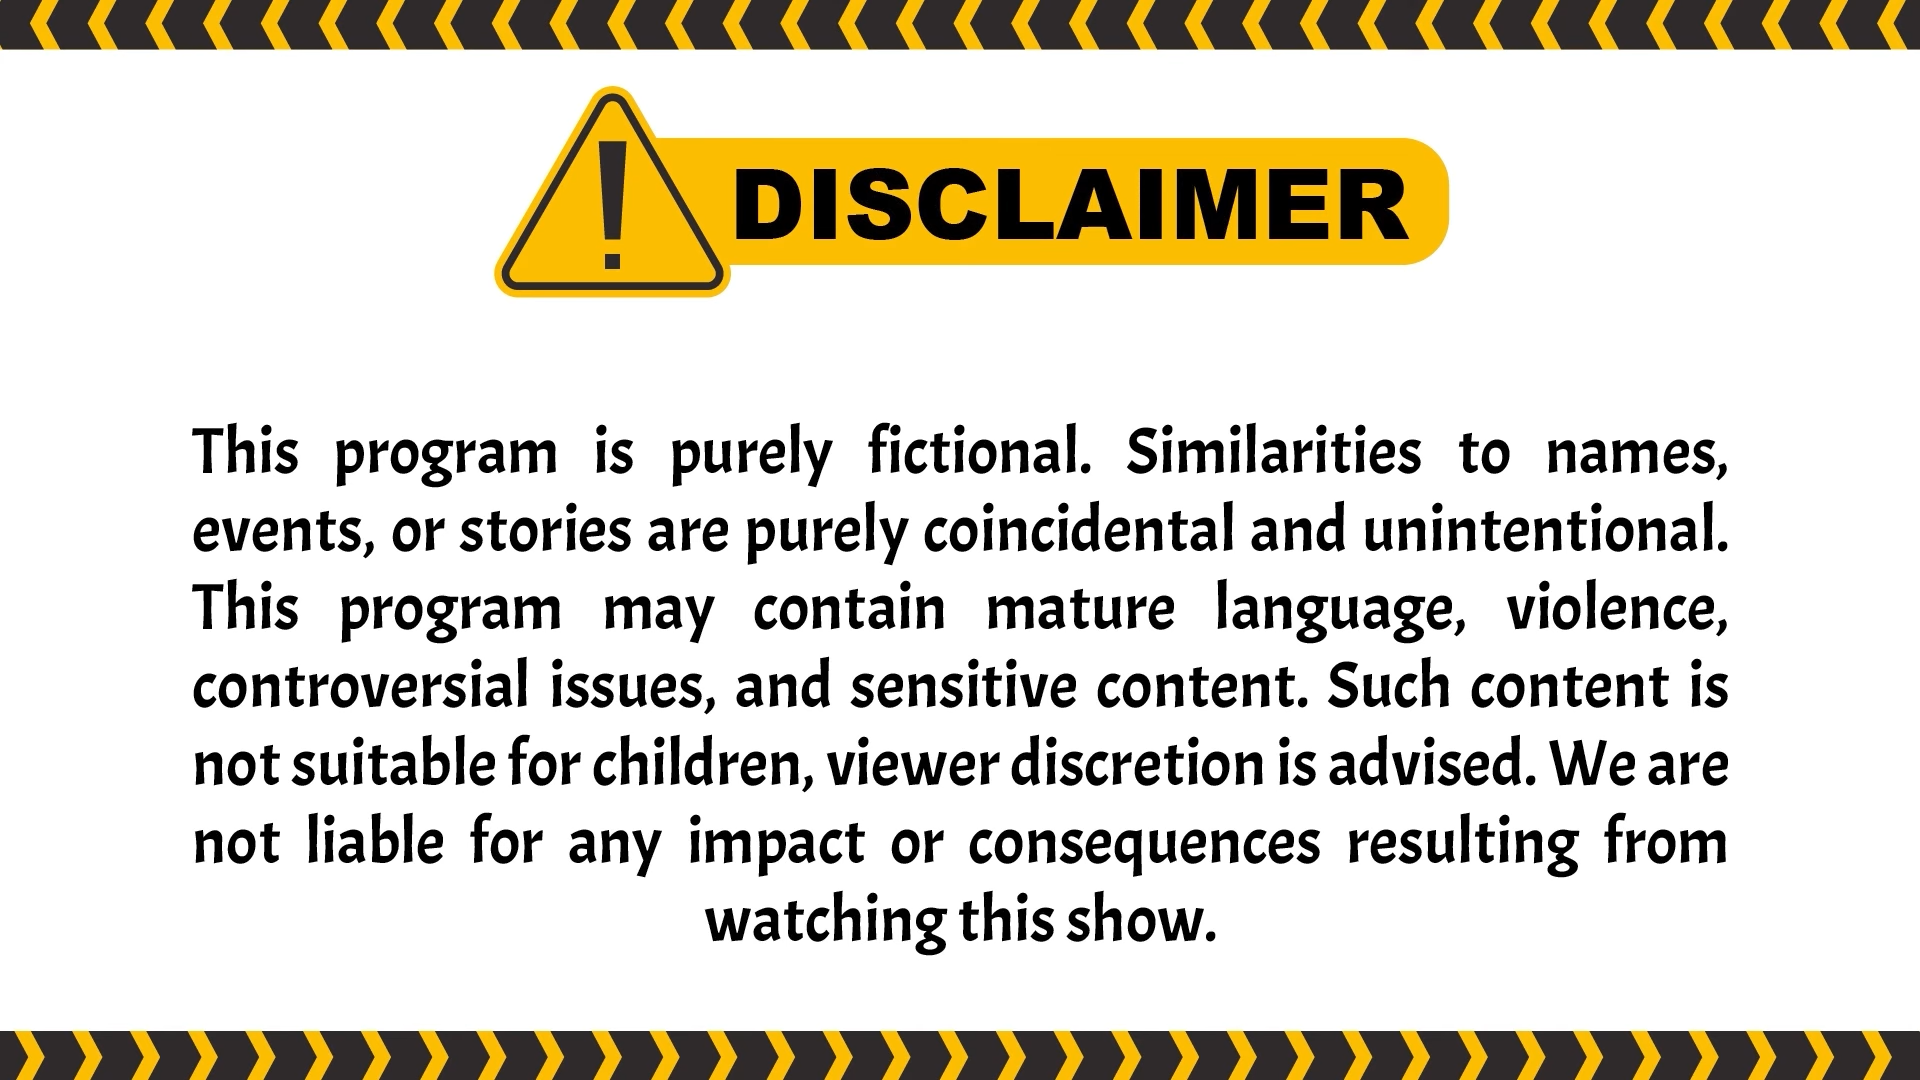 DISCLAIMER
This program is purely fictional. Similarities to names,
events, or stories are purely coincidental and unintentional.
This program may contain mature language, violence,
controversial issues, and sensitive content. Such content is
not suitable for children, viewer discretion is advised. We are
not liable for any impact or consequences resulting from
watching this show.